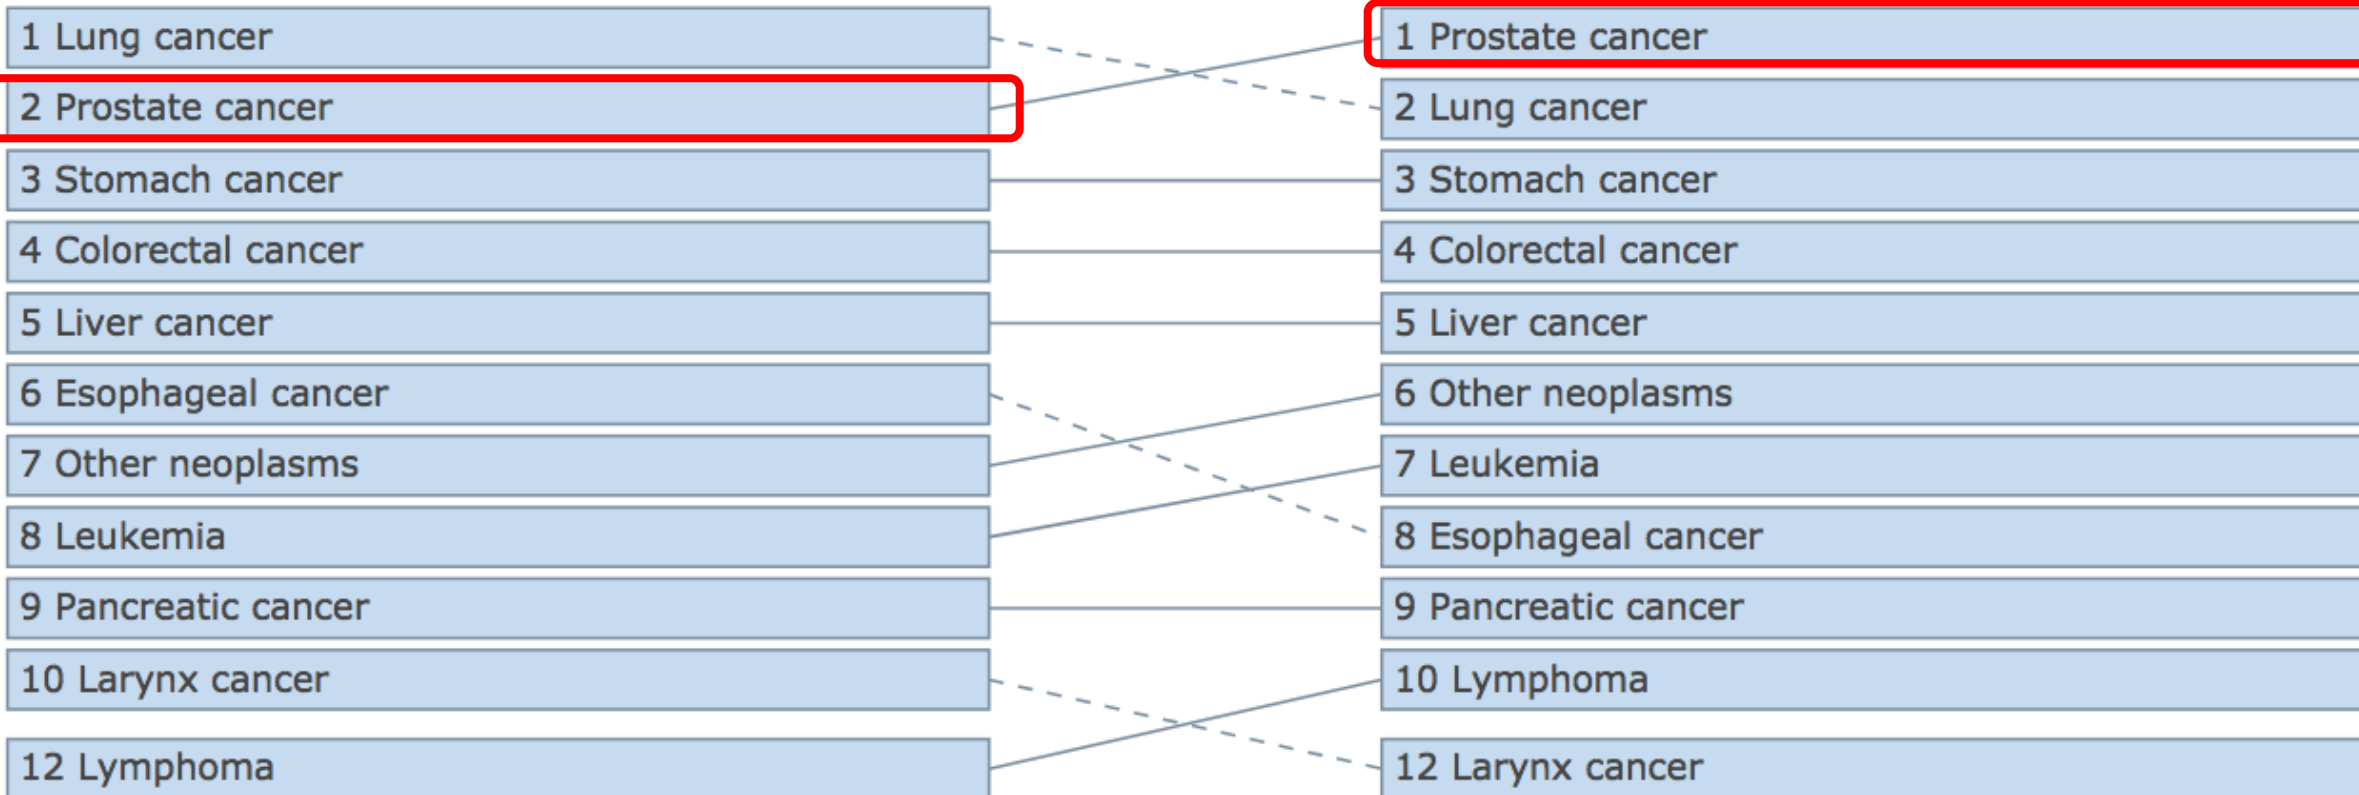 1 Lung cancer
2 Prostate cancer
3 Stomach cancer
4 Colorectal cancer
5 Liver cancer
6 Esophageal cancer
7 Other neoplasms
8 Leukemia
9 Pancreatic cancer
10 Larynx cancer
12 Lymphoma
1 Prostate cancer
2 Lung cancer
3 Stomach cancer
4 Colorectal cancer
5 Liver cancer
6 Other neoplasms
7 Leukemia
8 Esophageal cancer
9 Pancreatic cancer
10 Lymphoma
12 Larynx cancer